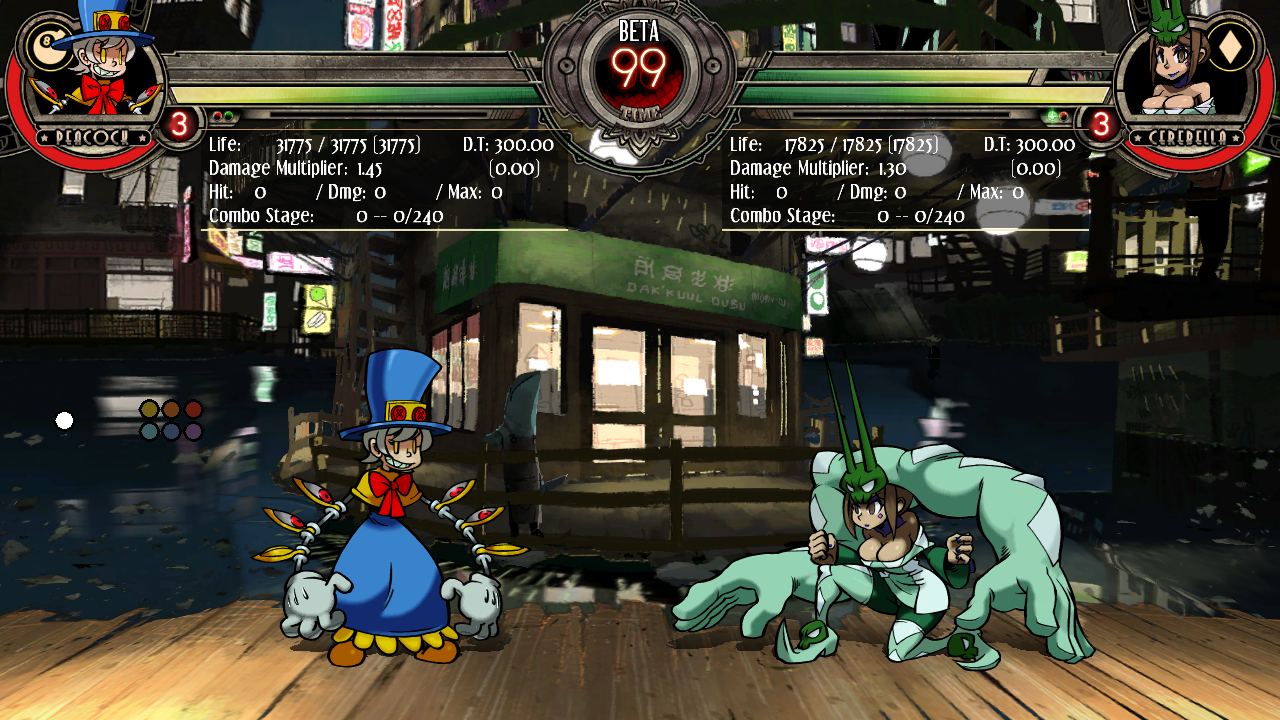 BETA
99
TIME
PEACOCK
CEREBELLA
8
3
3
Life: 31775 / 31775 (31775) D.T: 300.00
Damage Multiplier: 1.45 (0.00)
Hit: 0 / Dmg: 0 / Max: 0
Combo Stage: 0 -- 0/240
Life: 17825 / 17825 (17825) D.T: 300.00
Damage Multiplier: 1.30 (0.00)
Hit: 0 / Dmg: 0 / Max: 0
Combo Stage: 0 -- 0/240
DAK'KUUL OUSU